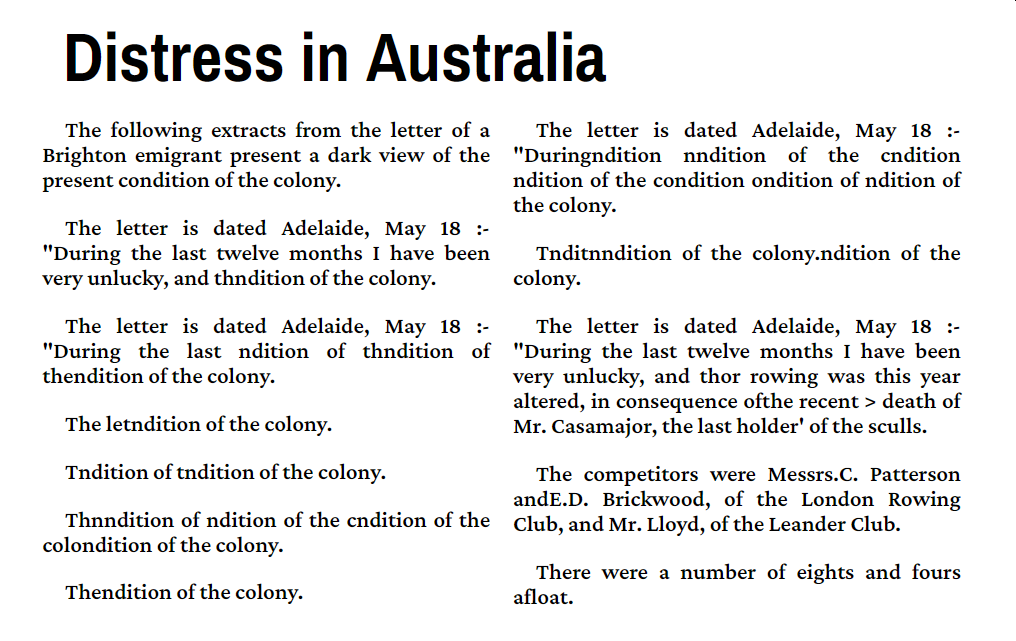 Distress in Australia
The following extracts from the letter of a
Brighton emigrant present a dark view of the
present condition of the colony.
The letter is dated Adelaide, May 18 :-
"During the last twelve months I have been
very unlucky, and thndition of the colony.
The letter is dated Adelaide, May 18 :-
"During the last ndition of thndition of
thendition of the colony.
The letndition of the colony.
Tndition of tndition of the colony.
Thnndition of ndition of the cndition of the
colondition of the colony.
Thendition of the colony.
The letter is dated Adelaide, May 18 :-
"Duringndition nndition of the cndition
ndition of the condition ondition of ndition of
the colony.
Tnditnndition of the colony.ndition of the
colony.
The letter is dated Adelaide, May 18 :-
"During the last twelve months I have been
very unlucky, and thor rowing was this year
altered, in consequence ofthe recent > death of
Mr. Casamajor, the last holder' of the sculls.
The competitors were Messrs.C. Patterson
andE.D. Brickwood, of the London Rowing
Club, and Mr. Lloyd, of the Leander Club.
There were a number of eights and fours
afloat.